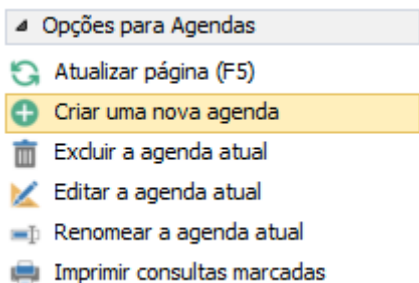 Opções para Agendas
Atualizar página (F5)
Criar uma nova agenda
Excluir a agenda atual
Editar a agenda atual
Renomear a agenda atual
Imprimir consultas marcadas